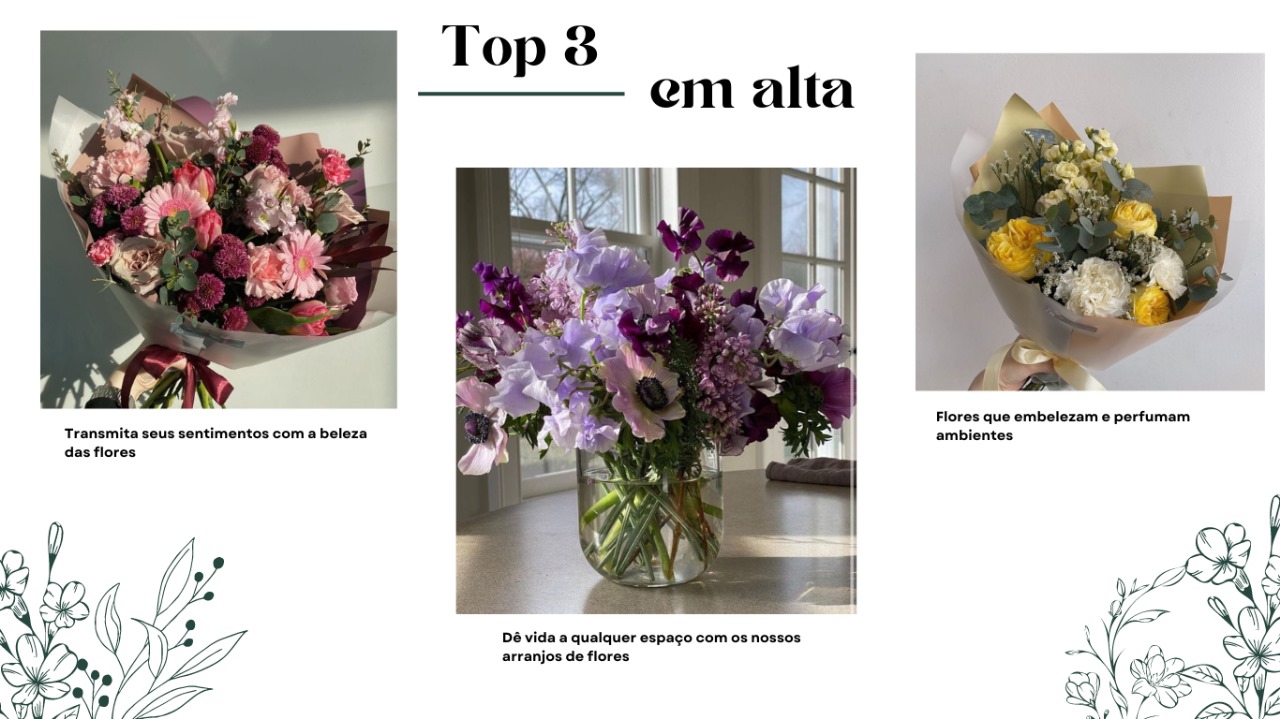 Top 3
em alta
Transmita seus sentimentos com a beleza
das flores
Dê vida a qualquer espaço com os nossos
arranjos de flores
Flores que embelezam e perfumam
ambientes